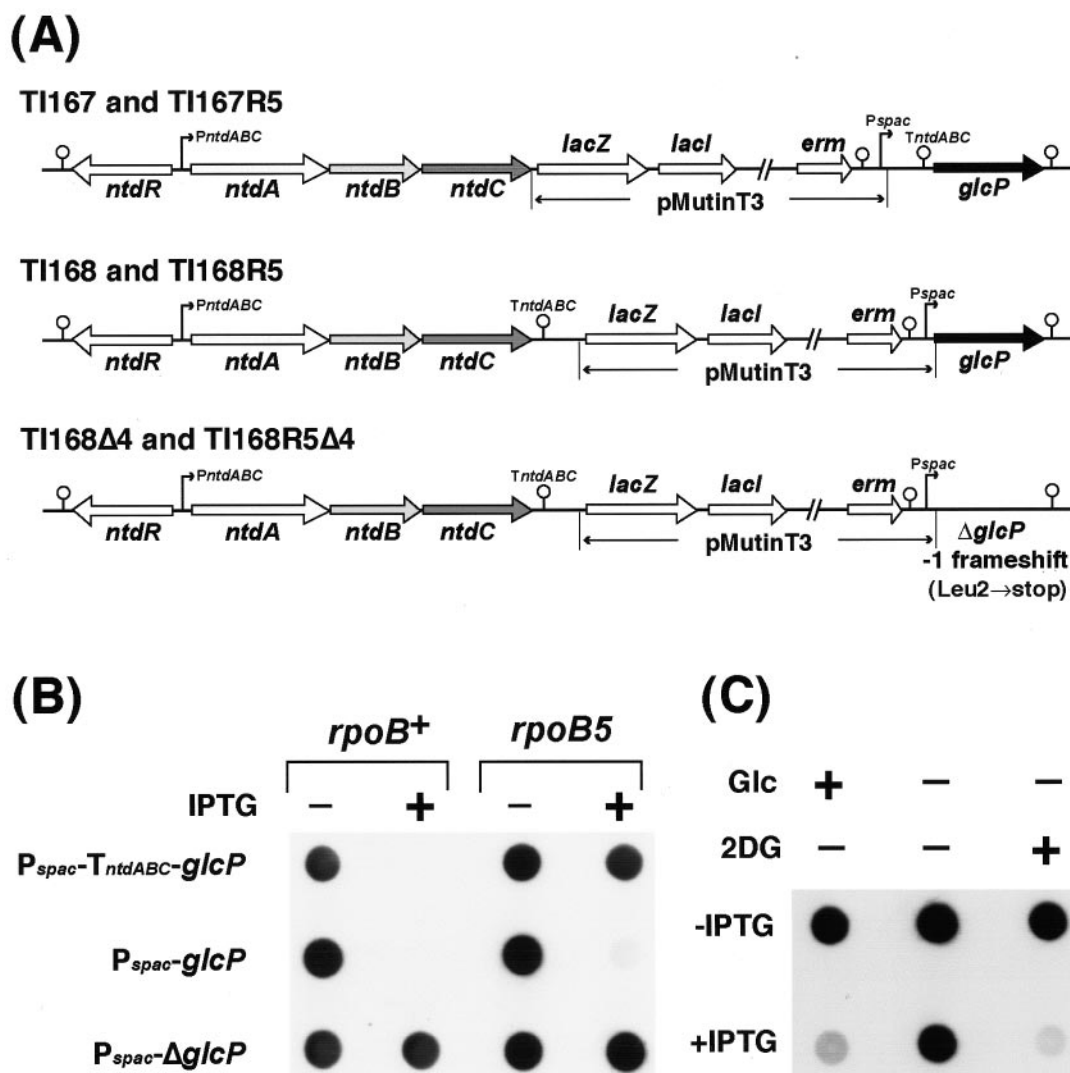 (A)
TI167 and TI167R5
PntdABC
lacZ
lacI
erm
Pspac
TntdABC
ntdR
ntdA
ntdB
ntdC
pMutinT3
glcP
TI168 and TI168R5
PntdABC
TntdABC
lacZ
lacI
erm
Pspac
ntdR
ntdA
ntdB
ntdC
pMutinT3
glcP
TI168Δ4 and TI168R5Δ4
PntdABC
TntdABC
lacZ
lacI
erm
Pspac
ntdR
ntdA
ntdB
ntdC
pMutinT3
ΔglcP
-1 frameshift
(Leu2→stop)
(B)
rpoB+
rpoB5
IPTG − + − +
Pspac-TntdABC-glcP
Pspac-glcP
Pspac-ΔglcP
(C)
Glc + − −
2DG − − +
-IPTG
+IPTG